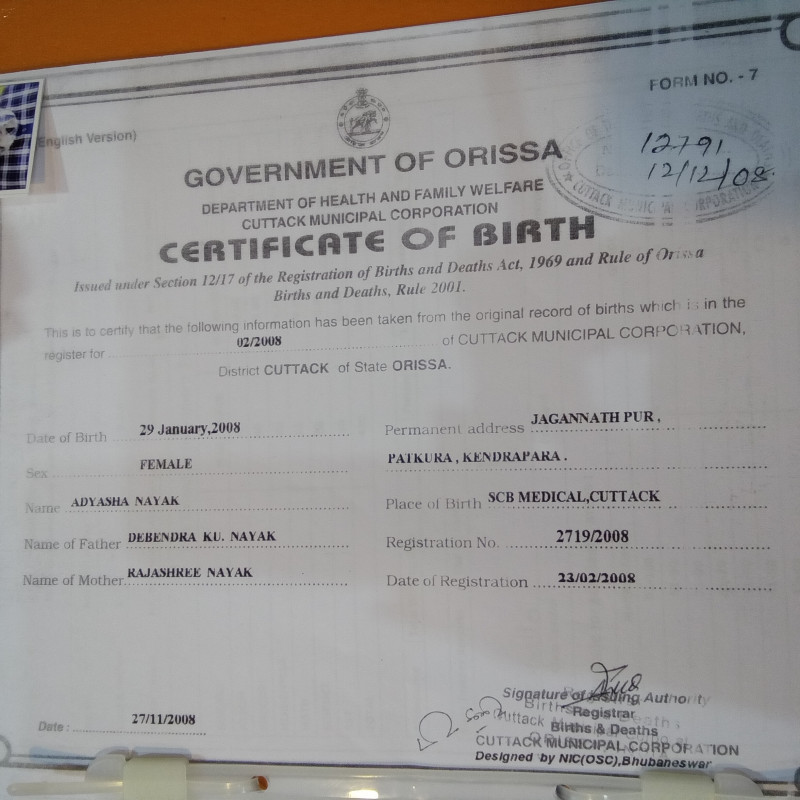 FORM NO. - 7
English Version)
12791
12/12/08.
CUTTACK MUNICIPAL CORPORATION
GOVERNMENT OF ORISSA
DEPARTMENT OF HEALTH AND FAMILY WELFARE
CUTTACK MUNICIPAL CORPORATION
CERTIFICATE OF BIRTH
Issued under Section 12/17 of the Registration of Births and Deaths Act, 1969 and Rule of Orissa
Births and Deaths, Rule 2001.
This is to certify that the following information has been taken from the original record of births which is in the
register for 02/2008 of CUTTACK MUNICIPAL CORPORATION,
District CUTTACK of State ORISSA.
Date of Birth 29 January,2008
Sex FEMALE
Name ADYASHA NAYAK
Name of Father DEBENDRA KU. NAYAK
Name of Mother RAJASHREE NAYAK
Permanent address JAGANNATH PUR,
PATKURA, KENDRAPARA.
Place of Birth SCB MEDICAL,CUTTACK
Registration No. 2719/2008
Date of Registration 23/02/2008
Date : 27/11/2008
Signature of Issuing Authority
Registrar
Births & Deaths
CUTTACK MUNICIPAL CORPORATION
Designed by NIC(OSC),Bhubaneswar